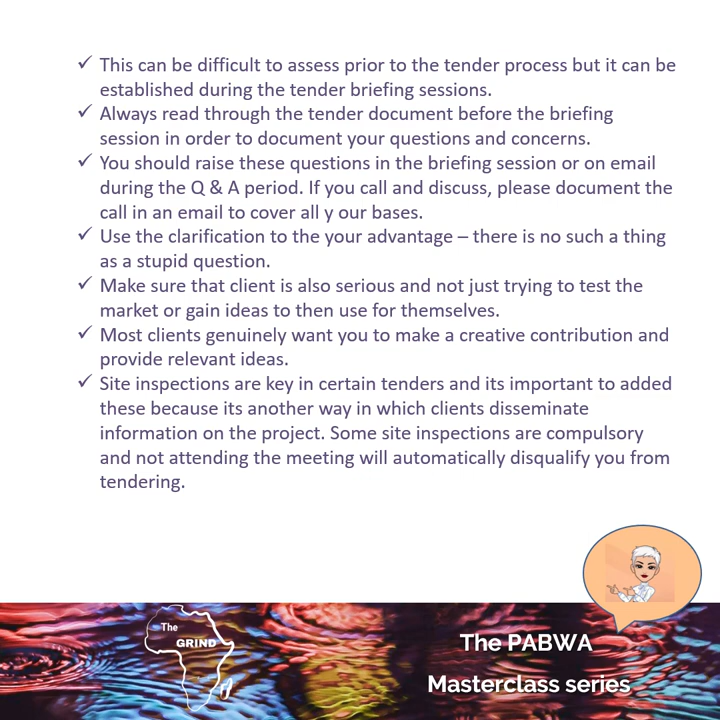 ✓ This can be difficult to assess prior to the tender process but it can be
established during the tender briefing sessions.
✓ Always read through the tender document before the briefing
session in order to document your questions and concerns.
✓ You should raise these questions in the briefing session or on email
during the Q & A period. If you call and discuss, please document the
call in an email to cover all y our bases.
✓ Use the clarification to the your advantage – there is no such a thing
as a stupid question.
✓ Make sure that client is also serious and not just trying to test the
market or gain ideas to then use for themselves.
✓ Most clients genuinely want you to make a creative contribution and
provide relevant ideas.
✓ Site inspections are key in certain tenders and its important to added
these because its another way in which clients disseminate
information on the project. Some site inspections are compulsory
and not attending the meeting will automatically disqualify you from
tendering.
The
GRIND
The PABWA
Masterclass series